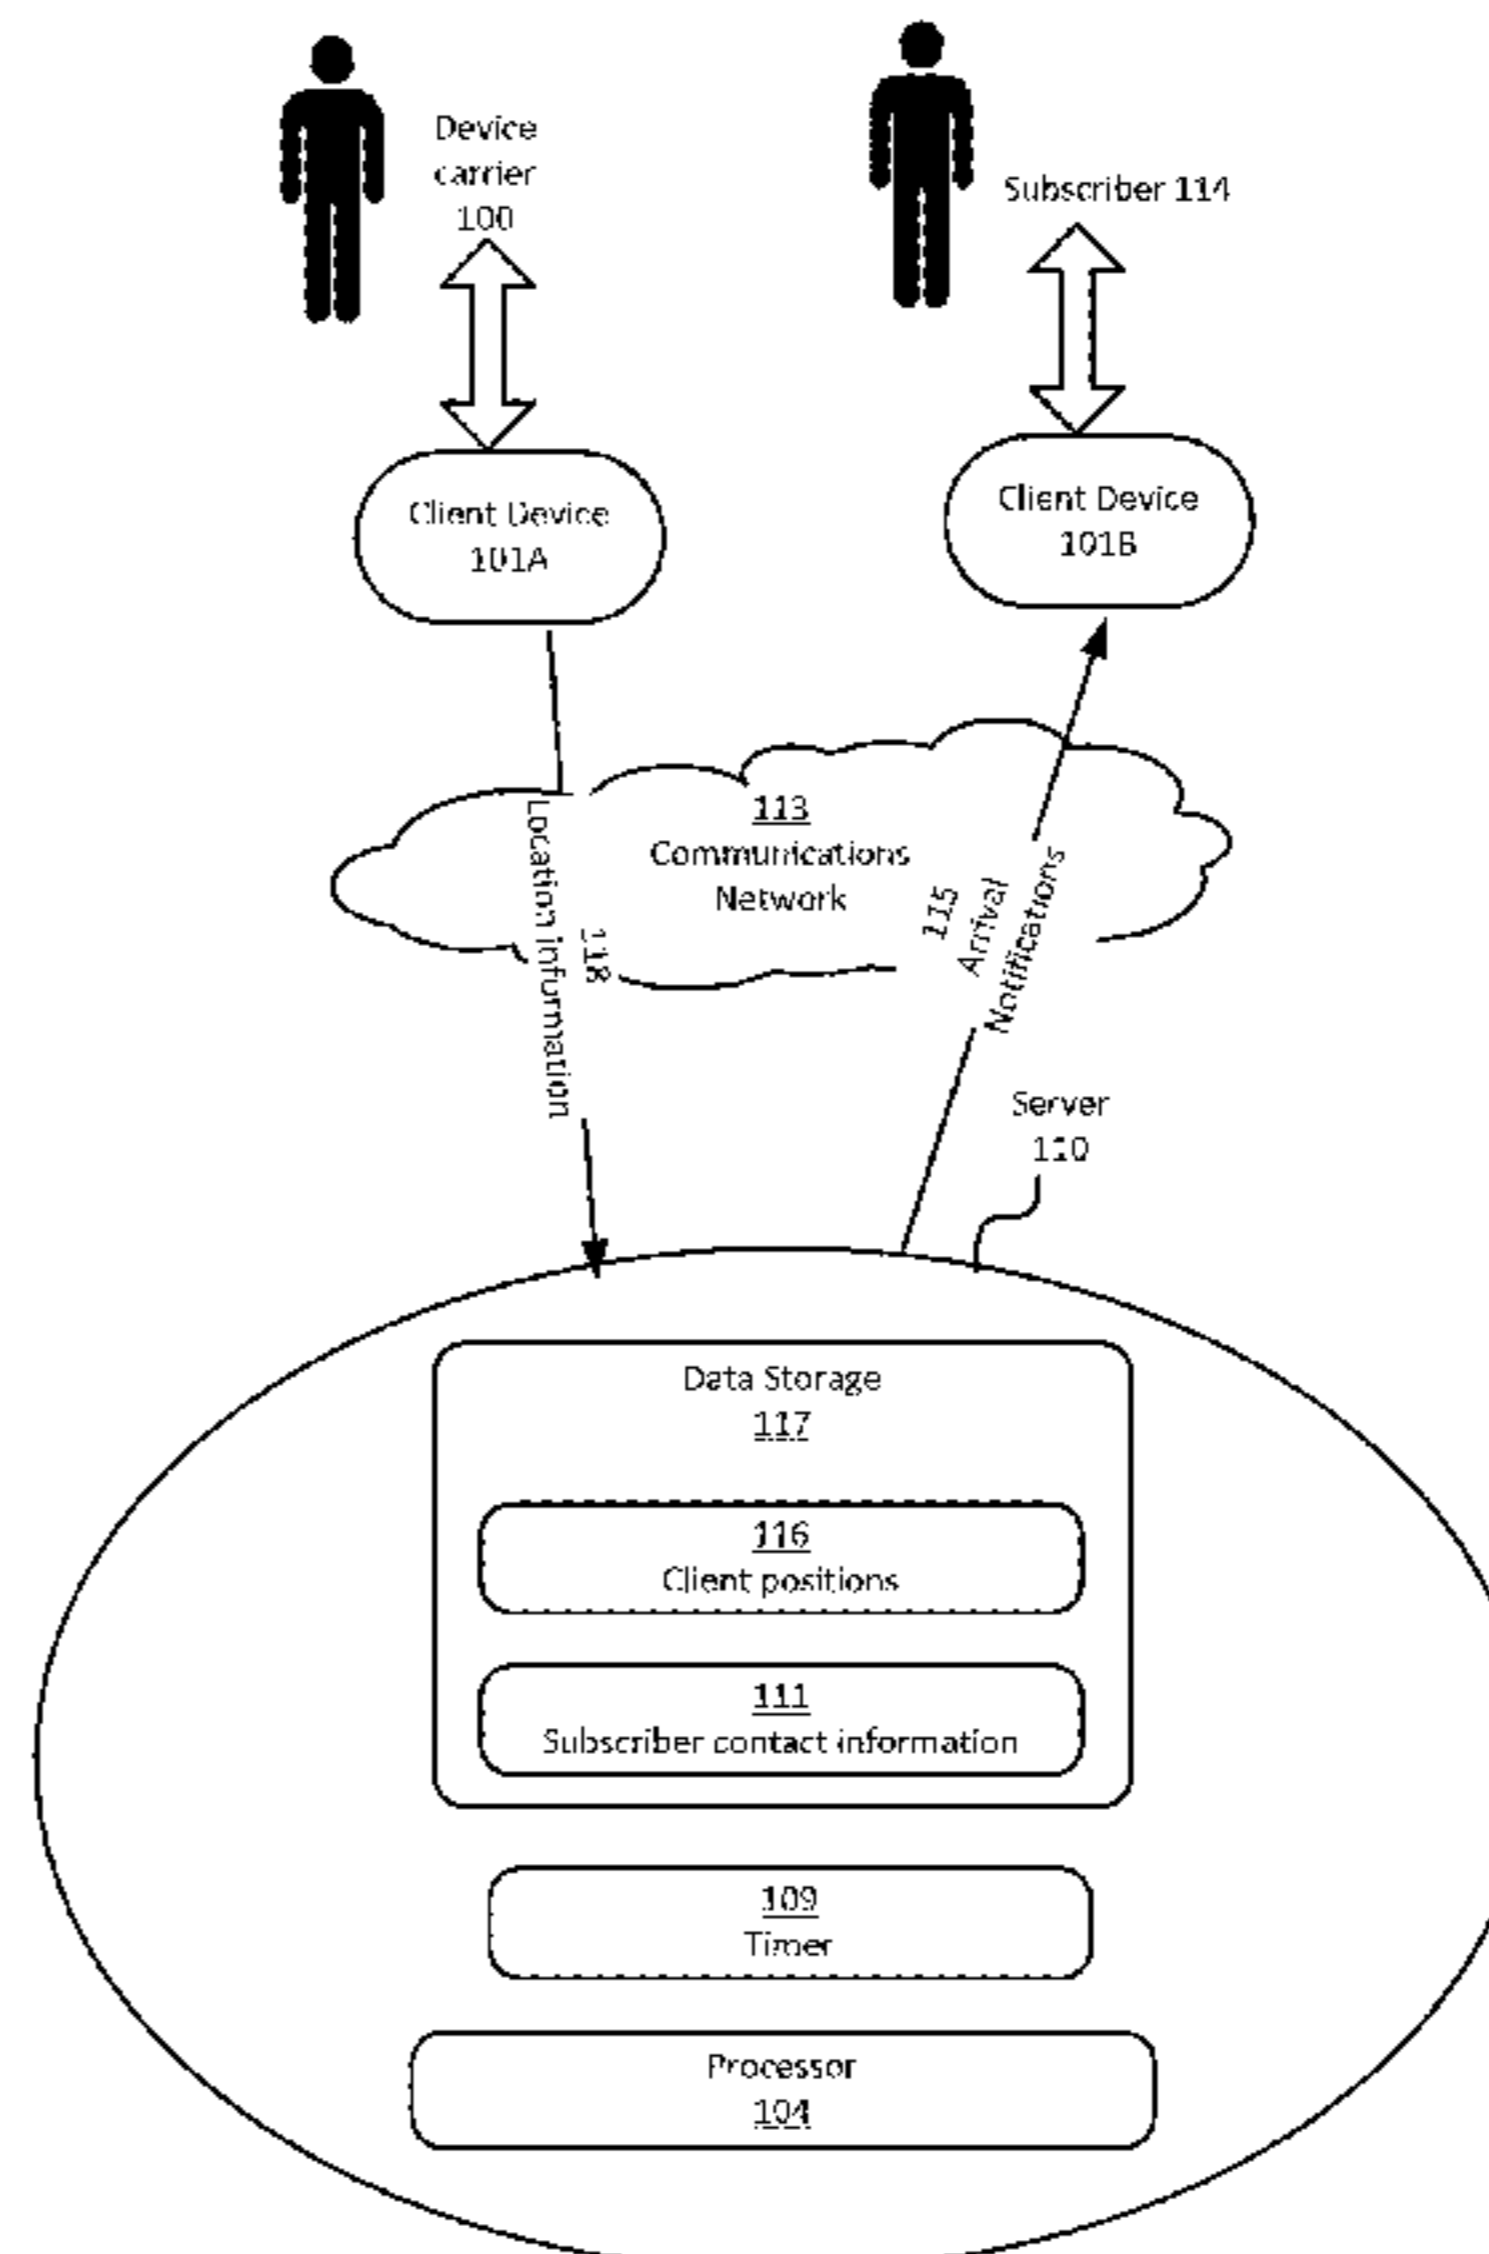 Device
carrier
100
Subscriber 114
Client Device
101A
Client Device
101B
113
Communications
Network
Location information
118
115
Arrival
Notifications
Server
110
Data Storage
117
116
Client positions
111
Subscriber contact information
109
Timer
Processor
104